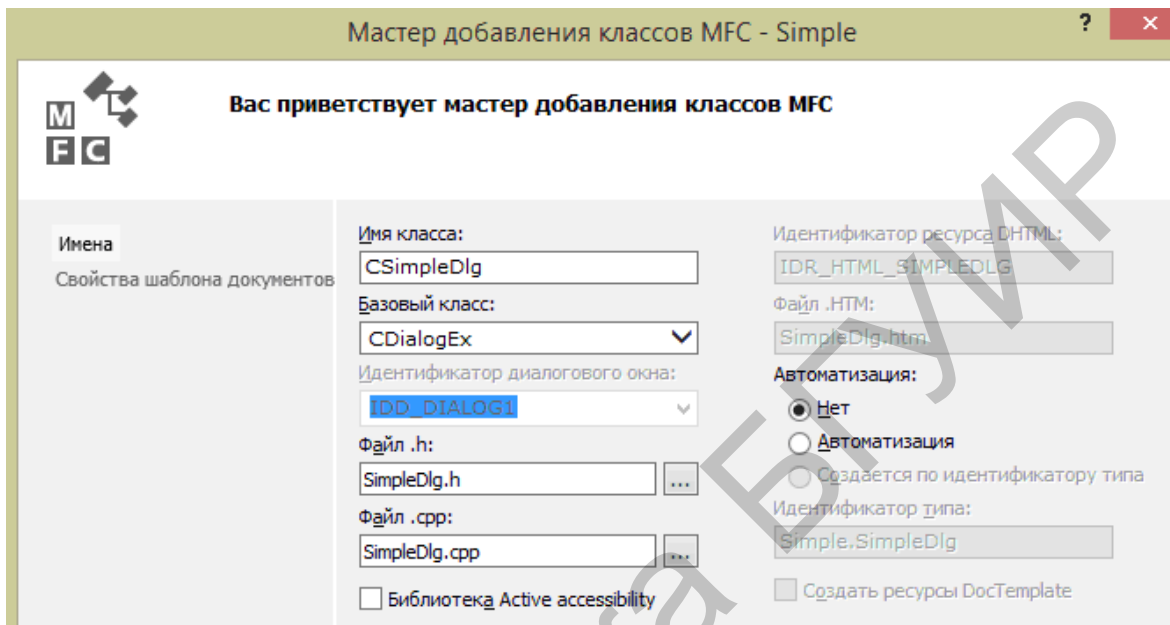 Мастер добавления классов MFC - Simple
? ×
M
F C
Вас приветствует мастер добавления классов MFC
Имена
Свойства шаблона документов
Имя класса:
CSimpleDlg
Базовый класс:
CDialogEx
Идентификатор диалогового окна:
IDD_DIALOG1
Файл .h:
SimpleDlg.h
...
Файл .cpp:
SimpleDlg.cpp
...
Библиотека Active accessibility
Идентификатор ресурса DHTML:
IDR_HTML_SIMPLEDLG
Файл .HTM:
SimpleDlg.htm
Автоматизация:
Нет
Автоматизация
Создается по идентификатору типа
Идентификатор типа:
Simple.SimpleDlg
Создать ресурсы DocTemplate
БГУИР